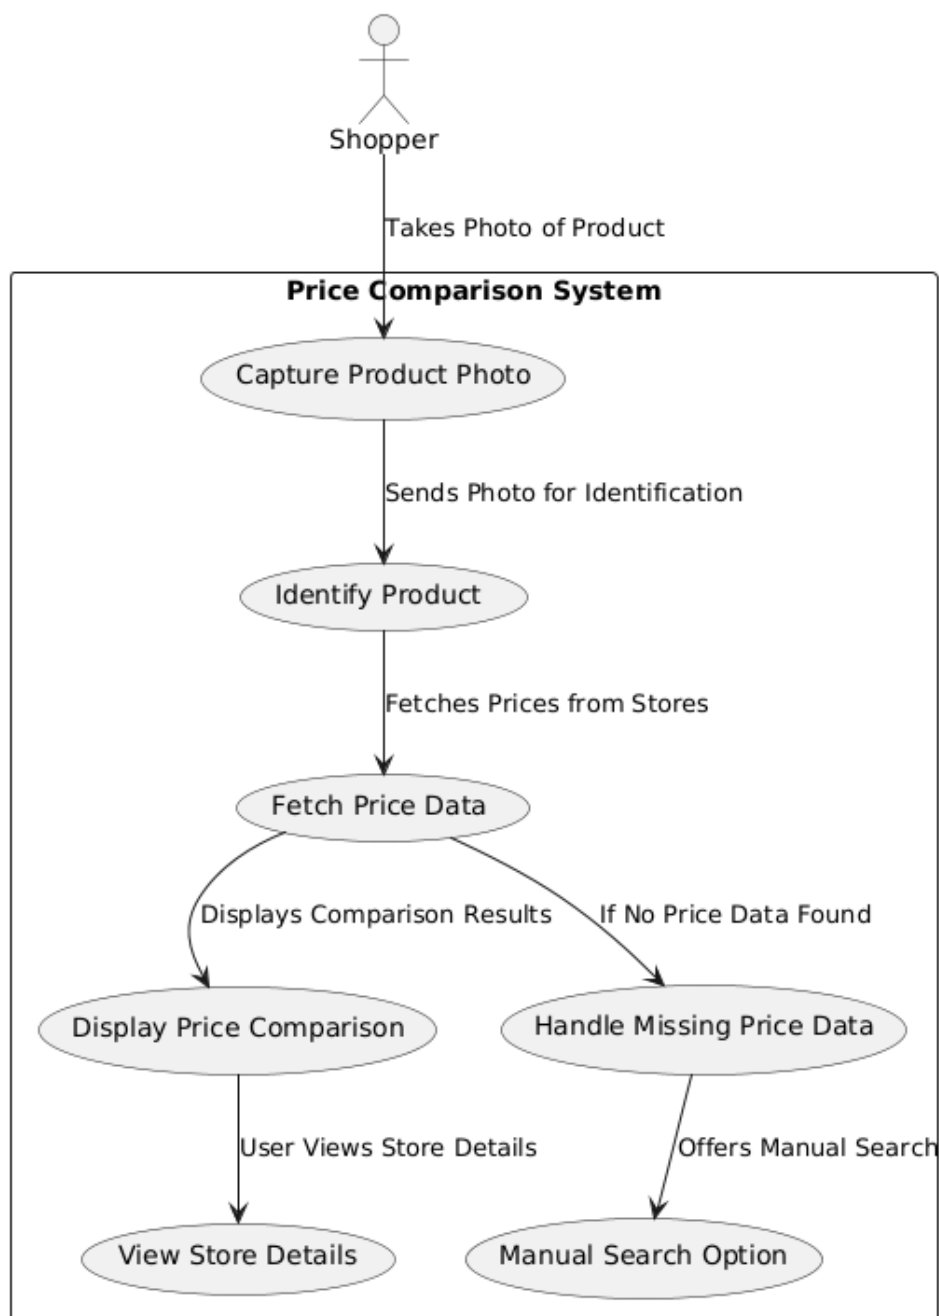 Shopper
Takes Photo of Product
Price Comparison System
Capture Product Photo
Sends Photo for Identification
Identify Product
Fetches Prices from Stores
Fetch Price Data
Displays Comparison Results
If No Price Data Found
Display Price Comparison
Handle Missing Price Data
User Views Store Details
Offers Manual Search
View Store Details
Manual Search Option